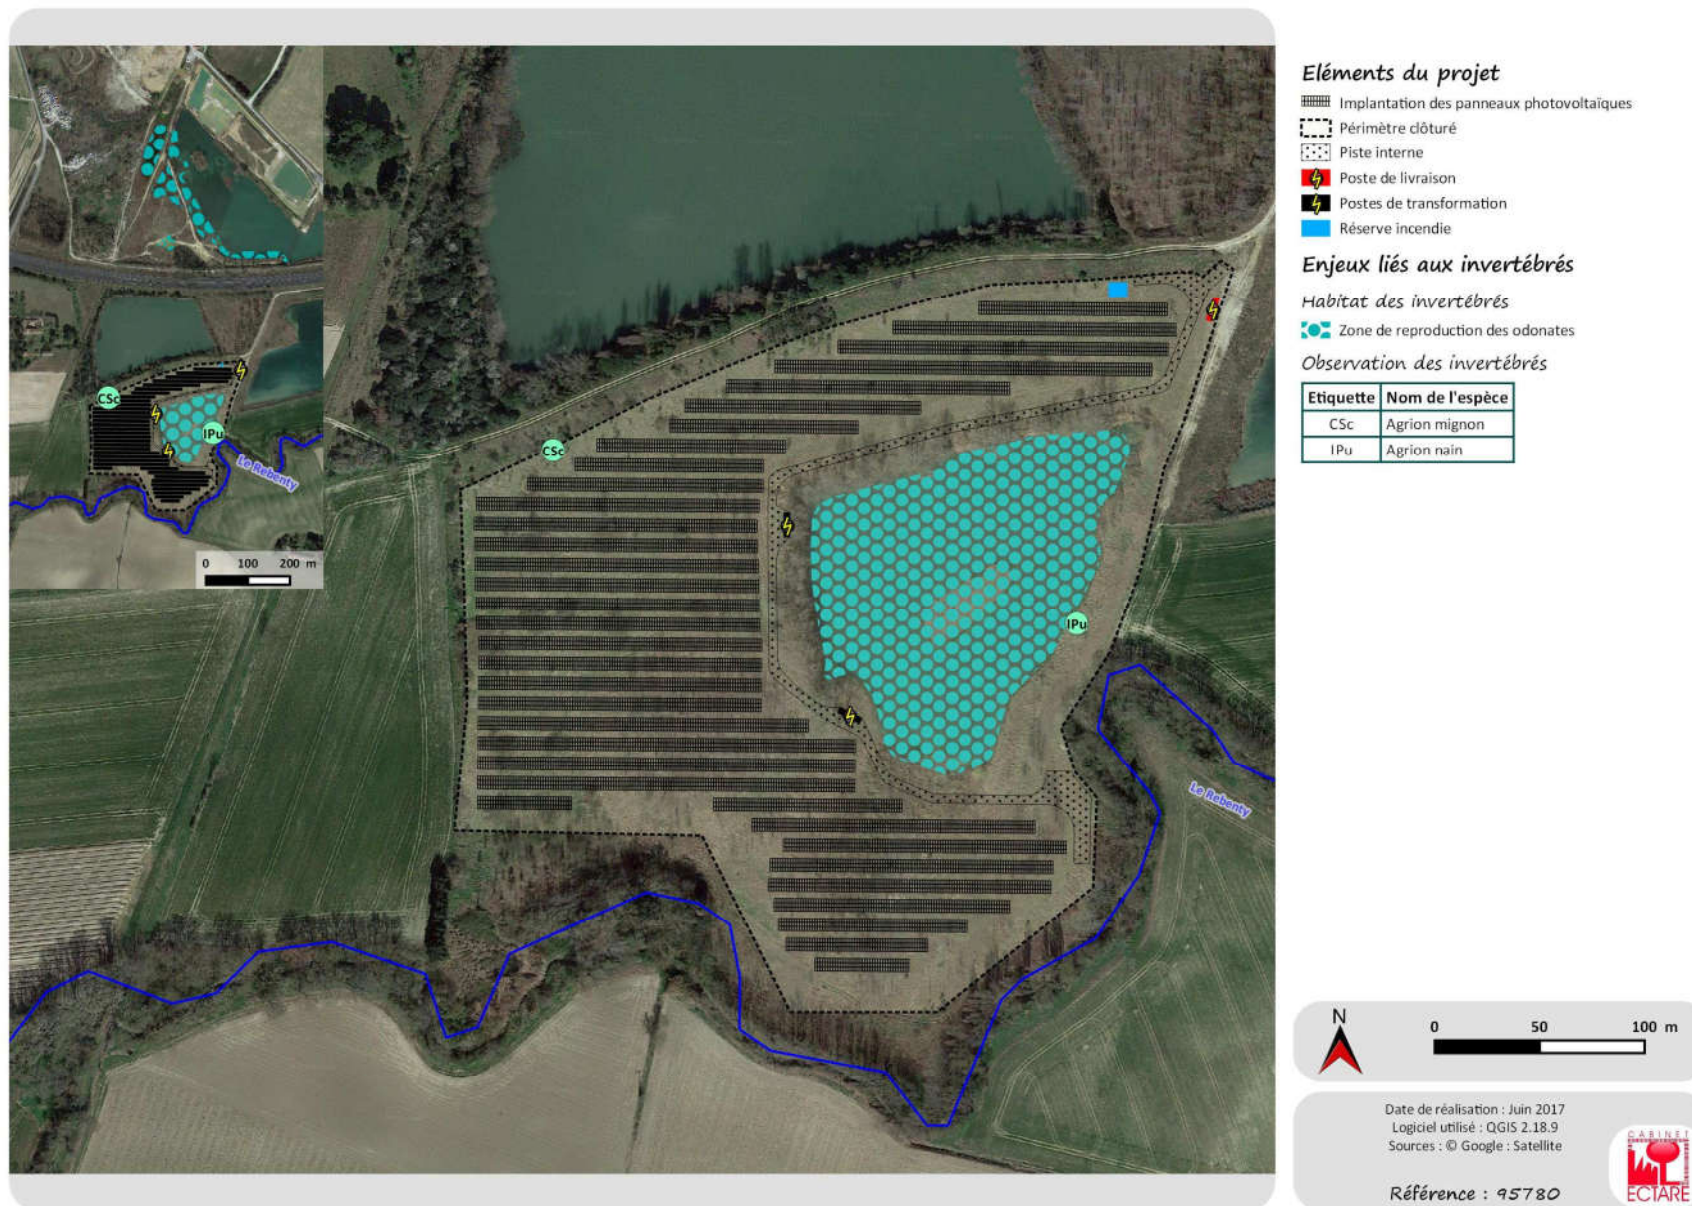 Eléments du projet
Implantation des panneaux photovoltaïques
Périmètre clôturé
Piste interne
Poste de livraison
Postes de transformation
Réserve incendie
Enjeux liés aux invertébrés
Habitat des invertébrés
Zone de reproduction des odonates
Observation des invertébrés
Etiquette Nom de l'espèce
CSc Agrion mignon
IPu Agrion nain
CSc
IPu
Le Rebenty
0 100 200 m
CSc
IPu
Le Rebenty
N
0 50 100 m
Date de réalisation : Juin 2017
Logiciel utilisé : QGIS 2.18.9
Sources : © Google : Satellite
Référence : 95780
CABINET
ECTARE